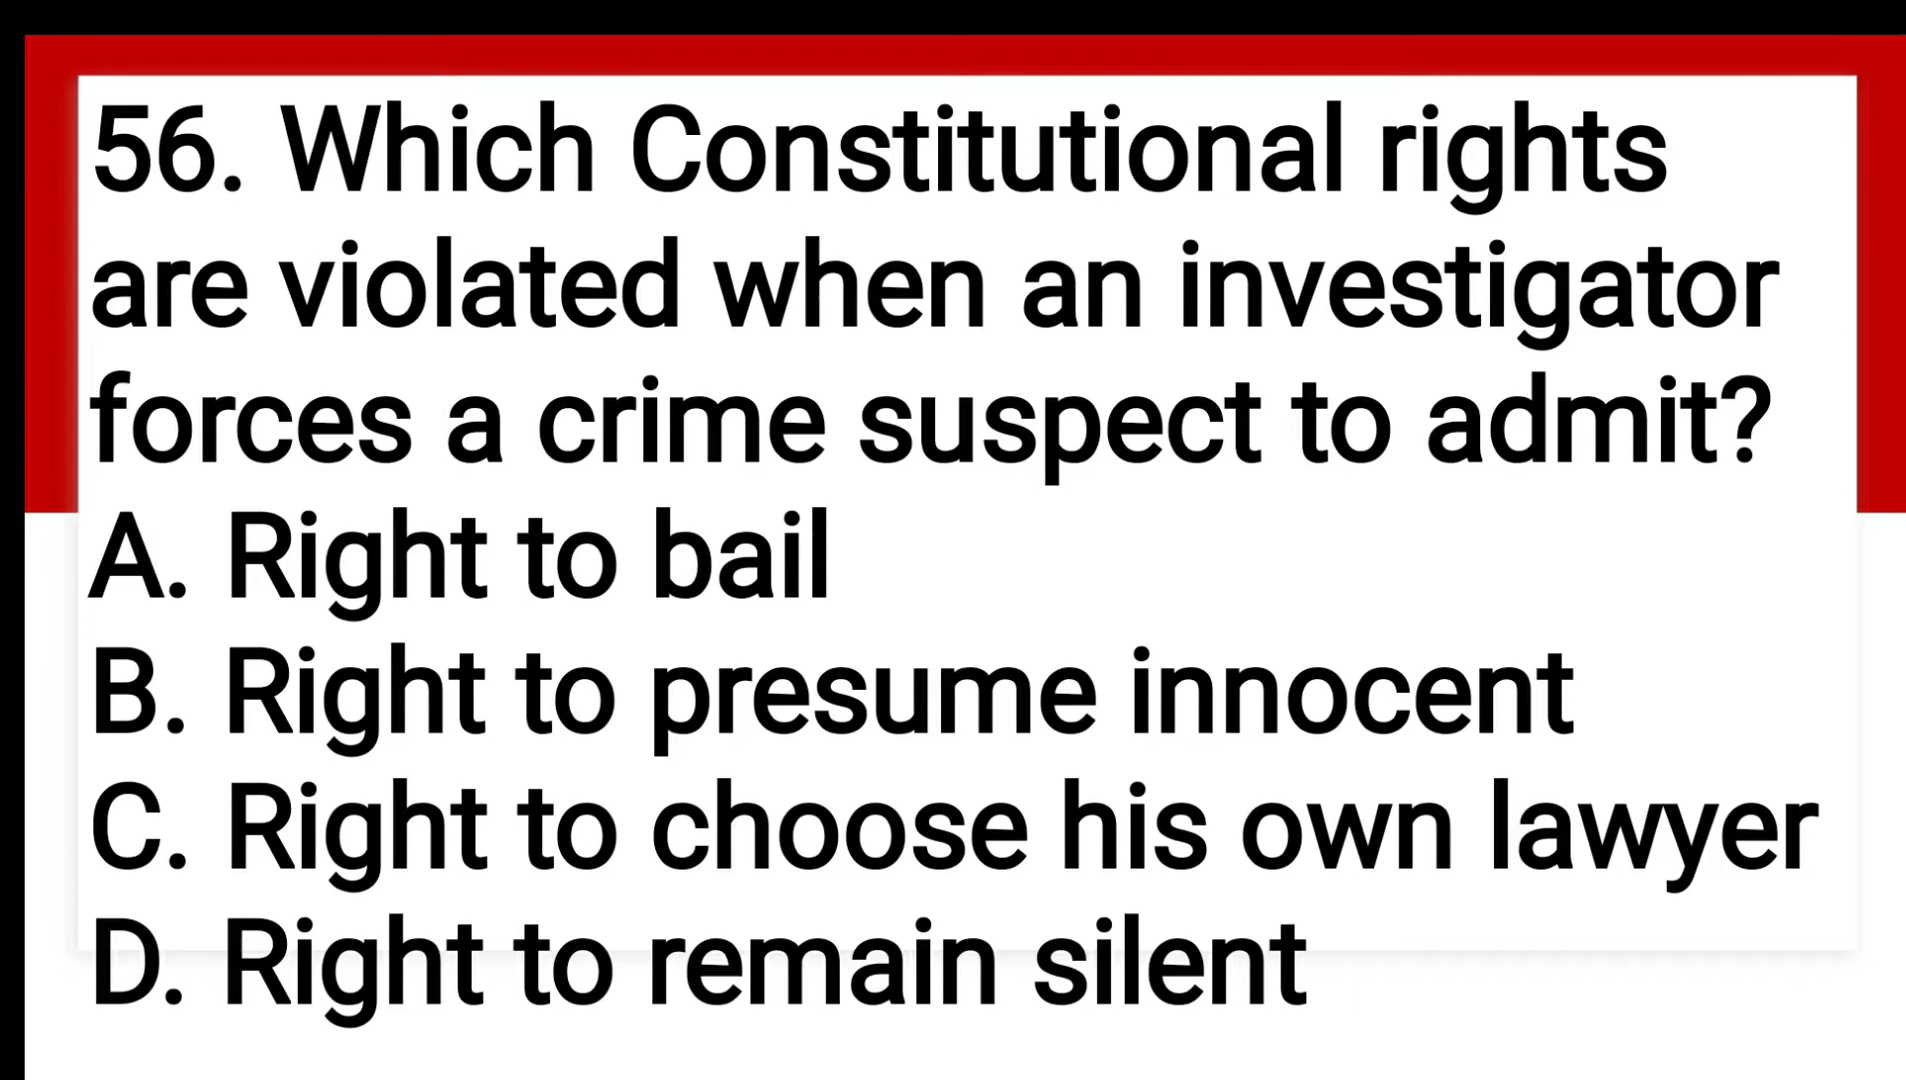 56. Which Constitutional rights
are violated when an investigator
forces a crime suspect to admit?
A. Right to bail
B. Right to presume innocent
C. Right to choose his own lawyer
D. Right to remain silent